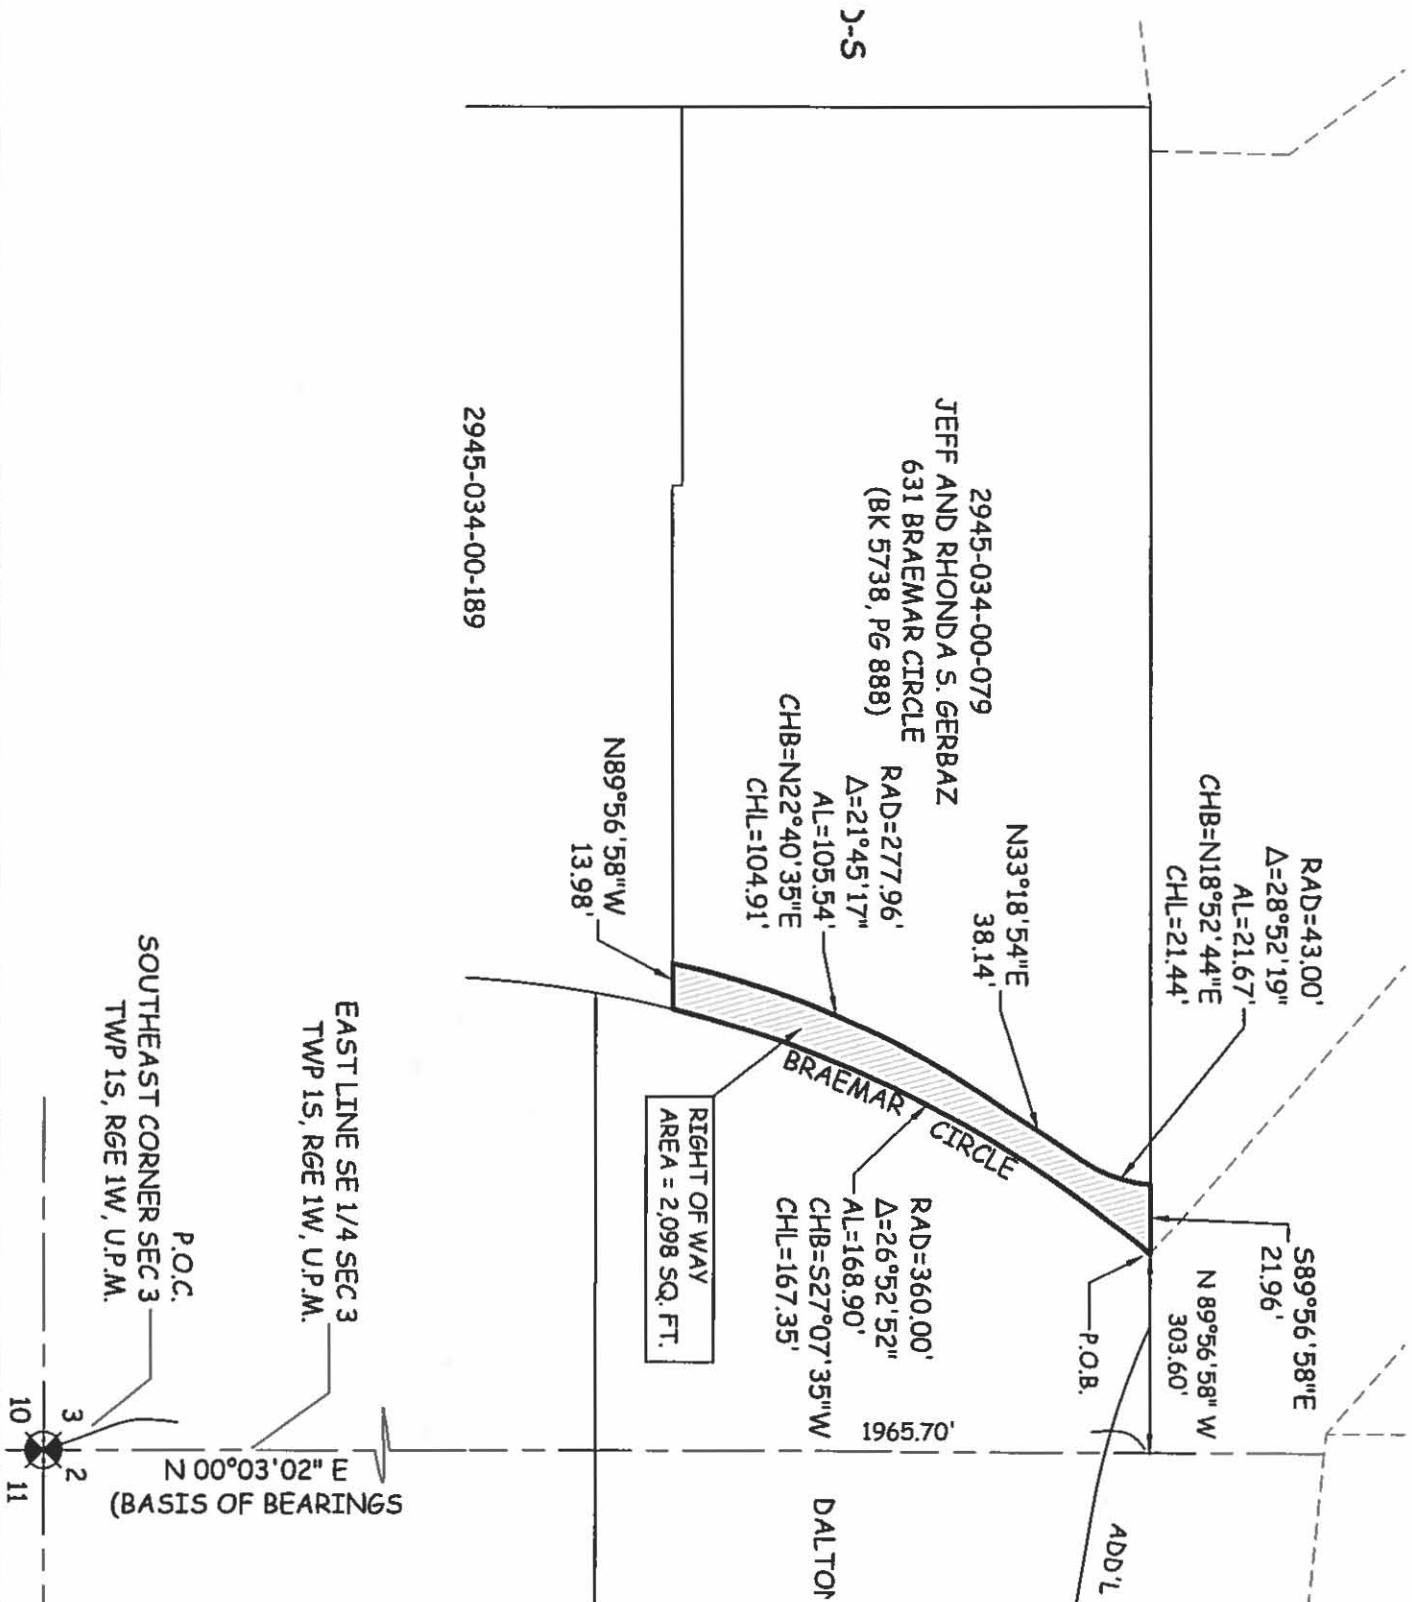 RAD=43.00'
Δ=28°52'19"
AL=21.67'
CHB=N18°52'44"E
CHL=21.44'
S89°56'58"E
21.96'
N 89°56'58" W
303.60'
P.O.B.
ADD'L
N33°18'54"E
38.14'
2945-034-00-079
JEFF AND RHONDA S. GERBAZ
631 BRAEMAR CIRCLE
(BK 5738, PG 888)
RAD=277.96'
Δ=21°45'17"
AL=105.54'
CHB=N22°40'35"E
CHL=104.91'
BRAEMAR CIRCLE
RAD=360.00'
Δ=26°52'52"
AL=168.90'
CHB=S27°07'35"W
CHL=167.35'
1965.70'
N89°56'58"W
13.98'
RIGHT OF WAY
AREA = 2,098 SQ. FT.
2945-034-00-189
EAST LINE SE 1/4 SEC 3
TWP 1S, RGE 1W, U.P.M.
P.O.C.
SOUTHEAST CORNER SEC 3
TWP 1S, RGE 1W, U.P.M.
N 00°03'02" E
(BASIS OF BEARINGS
3
2
10
11